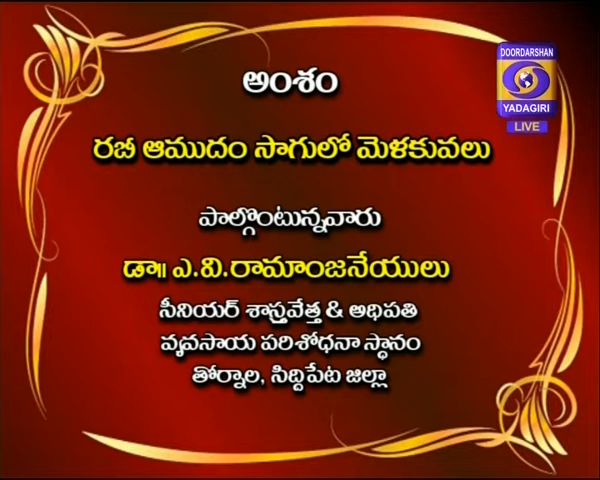 DOORDARSHAN
YADAGIRI
LIVE
అంశం
రబీ ఆముదం సాగులో మెళకువలు
పాల్గొంటున్నవారు
డా॥ ఎ.వి.రామాంజనేయులు
సీనియర్ శాస్త్రవేత్త & అధిపతి
వ్యవసాయ పరిశోధనా స్థానం
తోర్నాల, సిద్దిపేట జిల్లా